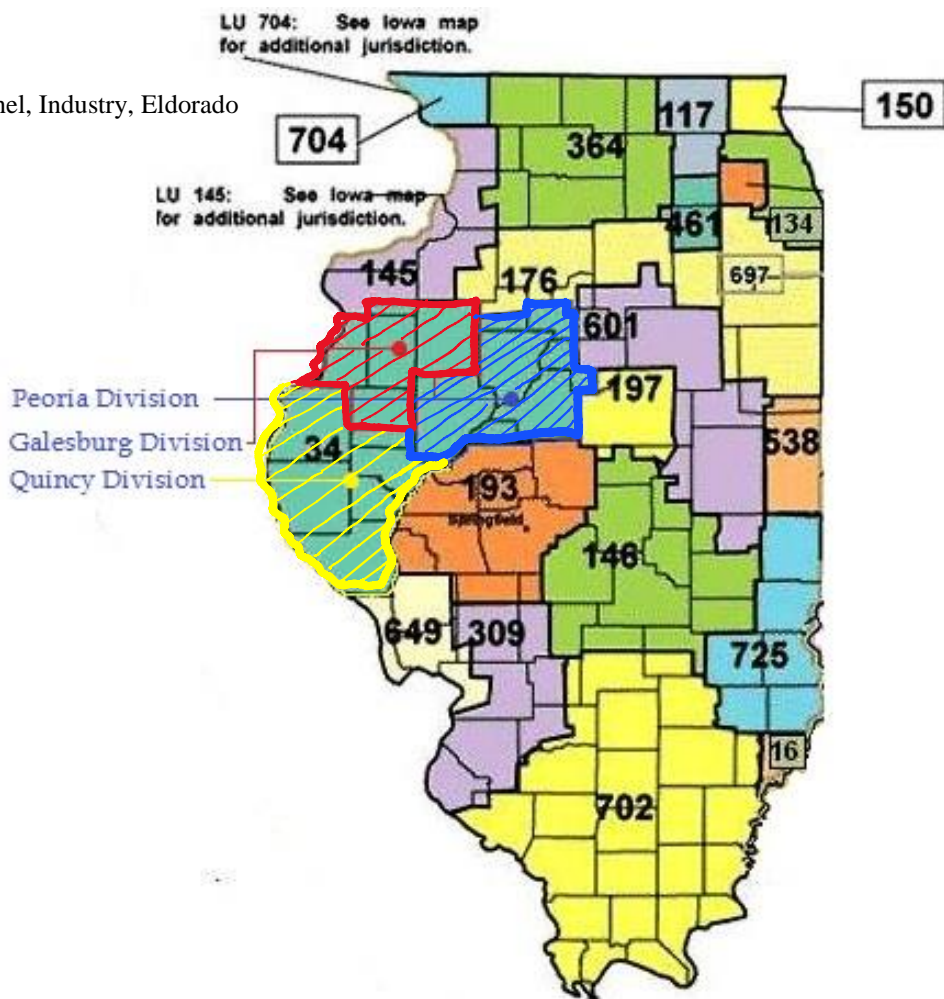 LU 704: See Iowa map
for additional jurisdiction.
nel, Industry, Eldorado
704
117
150
364
LU 145: See Iowa map
for additional jurisdiction.
461
134
145
176
697
601
Peoria Division
197
Galesburg Division
34
538
Quincy Division
193
Springfield
146
649
309
725
16
702